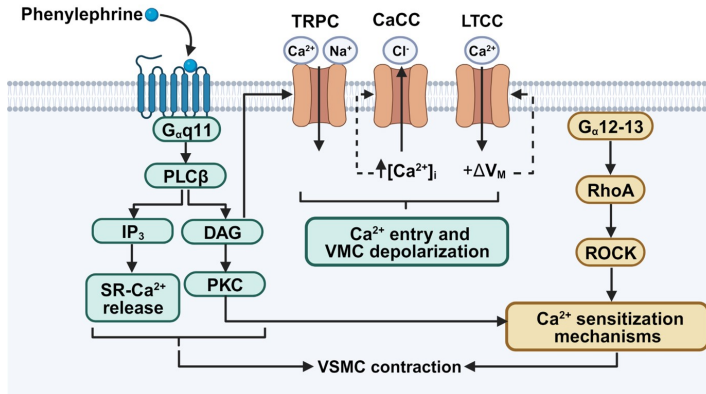 Phenylephrine
TRPC
CaCC
LTCC
Ca²⁺
Na⁺
Cl⁻
Ca²⁺
Gαq11
PLCβ
IP₃
DAG
SR-Ca²⁺
release
PKC
[Ca²⁺]ᵢ
+ΔV_M
Ca²⁺ entry and
VMC depolarization
Gα12-13
RhoA
ROCK
Ca²⁺ sensitization
mechanisms
VSMC contraction